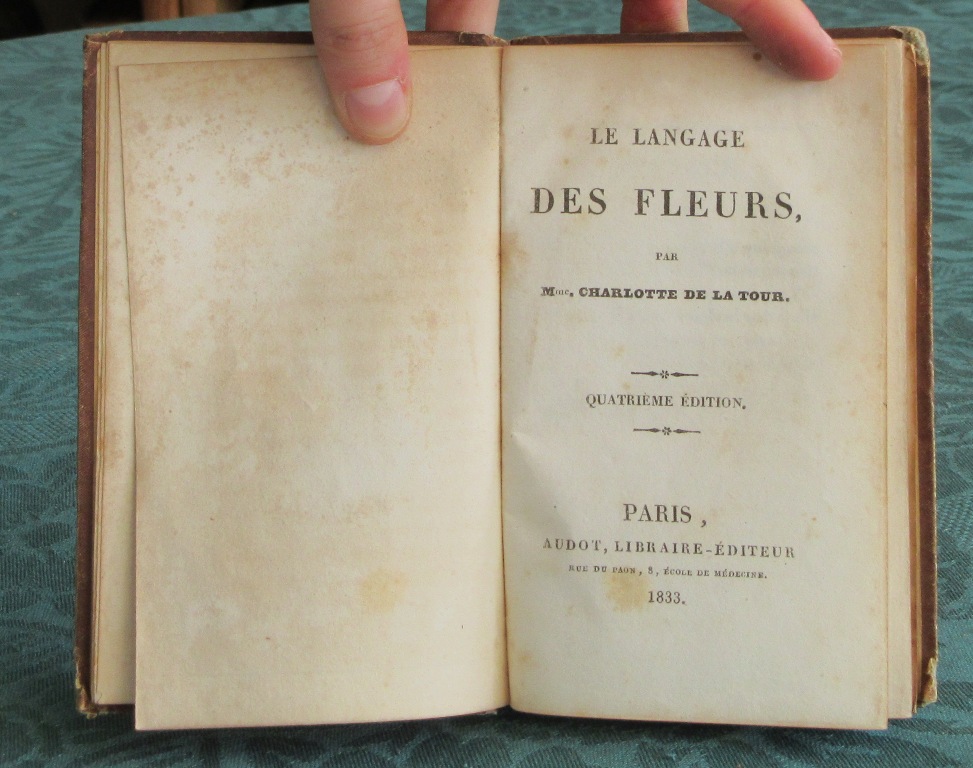 LE LANGAGE
DES FLEURS,
PAR
Mme. CHARLOTTE DE LA TOUR.
QUATRIÈME ÉDITION.
PARIS,
AUDOT, LIBRAIRE-ÉDITEUR
RUE DU PAON, 8, ÉCOLE DE MÉDECINE.
1833.